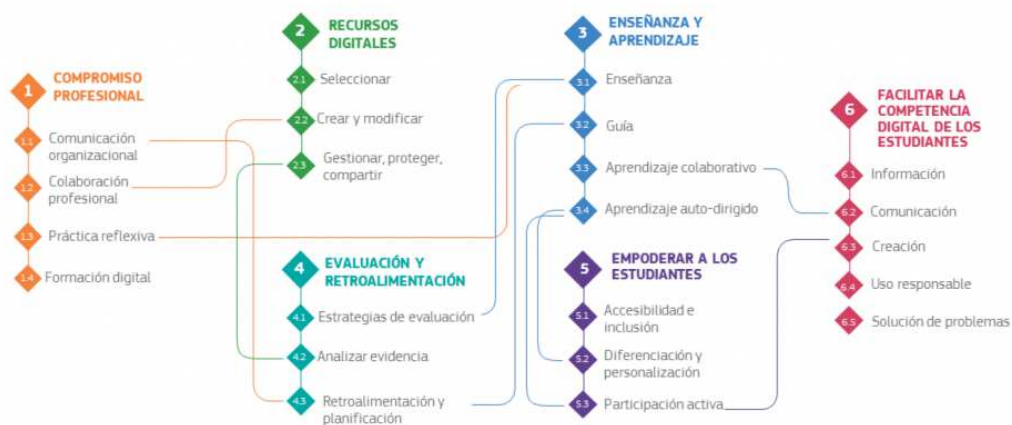 1
COMPROMISO
PROFESIONAL
1.1
Comunicación
organizacional
1.2
Colaboración
profesional
1.3
Práctica reflexiva
1.4
Formación digital
2
RECURSOS
DIGITALES
2.1
Seleccionar
2.2
Crear y modificar
2.3
Gestionar, proteger,
compartir
3
ENSEÑANZA Y
APRENDIZAJE
3.1
Enseñanza
3.2
Guía
3.3
Aprendizaje colaborativo
3.4
Aprendizaje auto-dirigido
4
EVALUACIÓN Y
RETROALIMENTACIÓN
4.1
Estrategias de evaluación
4.2
Analizar evidencia
4.3
Retroalimentación y
planificación
5
EMPODERAR A LOS
ESTUDIANTES
5.1
Accesibilidad e
inclusión
5.2
Diferenciación y
personalización
5.3
Participación activa
6
FACILITAR LA
COMPETENCIA
DIGITAL DE LOS
ESTUDIANTES
6.1
Información
6.2
Comunicación
6.3
Creación
6.4
Uso responsable
6.5
Solución de problemas